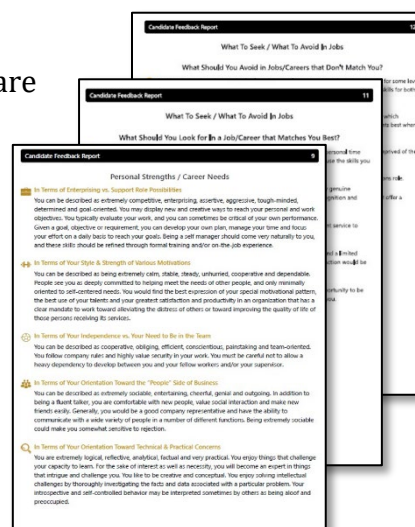 are
Candidate Feedback Report 12
What To Seek / What To Avoid In Jobs
What Should You Avoid in Jobs/Careers that Don't Match You?
Candidate Feedback Report 11
What To Seek / What To Avoid In Jobs
What Should You Look for in a Job/Career that Matches You Best?
Candidate Feedback Report 9
Personal Strengths / Career Needs
In Terms of Enterprising vs. Support Role Possibilities
You can be described as extremely competitive, enterprising, assertive, aggressive, tough-minded,
determined and goal-oriented. You may display new and creative ways to reach your personal and work
objectives. You typically evaluate your work, and you can sometimes be critical of your own performance.
Given a goal, objective or requirement, you can develop your own plan, manage your time and focus
your effort on a daily basis to reach your goals. Being a self manager should come very naturally to you,
and these skills should be refined through formal training and/or on-the-job experience.
In Terms of Your Style & Strength of Various Motivations
You can be described as being extremely calm, stable, steady, unhurried, cooperative and dependable.
People see you as deeply committed to helping meet the needs of other people, and only minimally
oriented to self-centered needs. You would find the best expression of your special motivational pattern,
the best use of your talents and your greatest satisfaction and productivity in an organization that has a
clear mandate to work toward alleviating the distress of others or toward improving the quality of life of
those persons receiving its services.
In Terms of Your Independence vs. Your Need to Be in the Team
You can be described as cooperative, obliging, efficient, conscientious, painstaking and team-oriented.
You follow company rules and highly value security in your work. You must be careful not to allow a
heavy dependency to develop between you and your fellow workers and/or your supervisor.
In Terms of Your Orientation Toward the "People" Side of Business
You can be described as extremely sociable, entertaining, cheerful, genial and outgoing. In addition to
being a fluent talker, you are comfortable with new people, value social interaction and make new
friends easily. Generally, you would be a good company representative and have the ability to
communicate with a wide variety of people in a number of different functions. Being extremely sociable
could make you somewhat sensitive to rejection.
In Terms of Your Orientation Toward Technical & Practical Concerns
You are extremely logical, reflective, analytical, factual and very practical. You enjoy things that challenge
your capacity to learn. For the sake of interest as well as necessity, you will become an expert in things
that intrigue and challenge you. You like to be creative and conceptual. You enjoy solving intellectual
challenges by thoroughly investigating the facts and data associated with a particular problem. Your
introspective and self-controlled behavior may be interpreted sometimes by others as being aloof and
preoccupied.